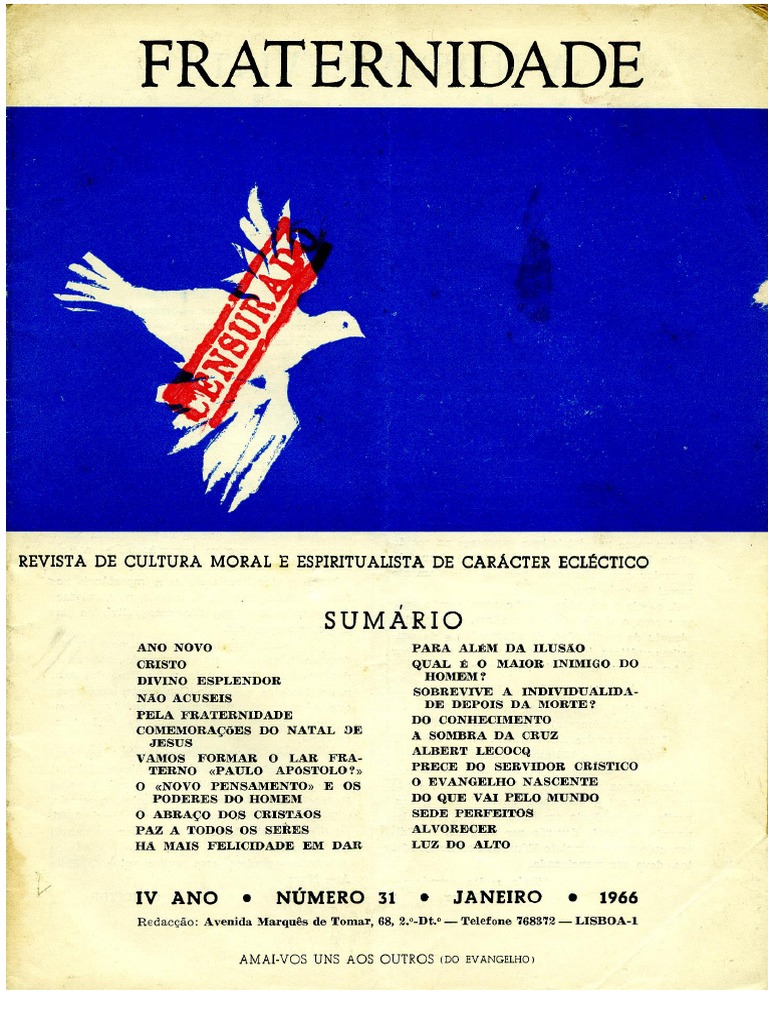 FRATERNIDADE
CENSURADO
REVISTA DE CULTURA MORAL E ESPIRITUALISTA DE CARÁCTER ECLÉCTICO
SUMÁRIO
ANO NOVO
CRISTO
DIVINO ESPLENDOR
NÃO ACUSEIS
PELA FRATERNIDADE
COMEMORAÇÕES DO NATAL DE
JESUS
VAMOS FORMAR O LAR FRA-
TERNO «PAULO APÓSTOLO?»
O «NOVO PENSAMENTO» E OS
PODERES DO HOMEM
O ABRAÇO DOS CRISTÃOS
PAZ A TODOS OS SERES
HÁ MAIS FELICIDADE EM DAR
PARA ALÉM DA ILUSÃO
QUAL É O MAIOR INIMIGO DO
HOMEM?
SOBREVIVE A INDIVIDUALIDA-
DE DEPOIS DA MORTE?
DO CONHECIMENTO
A SOMBRA DA CRUZ
ALBERT LECOCQ
PRECE DO SERVIDOR CRÍSTICO
O EVANGELHO NASCENTE
DO QUE VAI PELO MUNDO
SEDE PERFEITOS
ALVORECER
LUZ DO ALTO
IV ANO • NÚMERO 31 • JANEIRO • 1966
Redacção: Avenida Marquês de Tomar, 68, 2.º-Dt.º — Telefone 768372 — LISBOA-1
AMAI-VOS UNS AOS OUTROS (DO EVANGELHO)